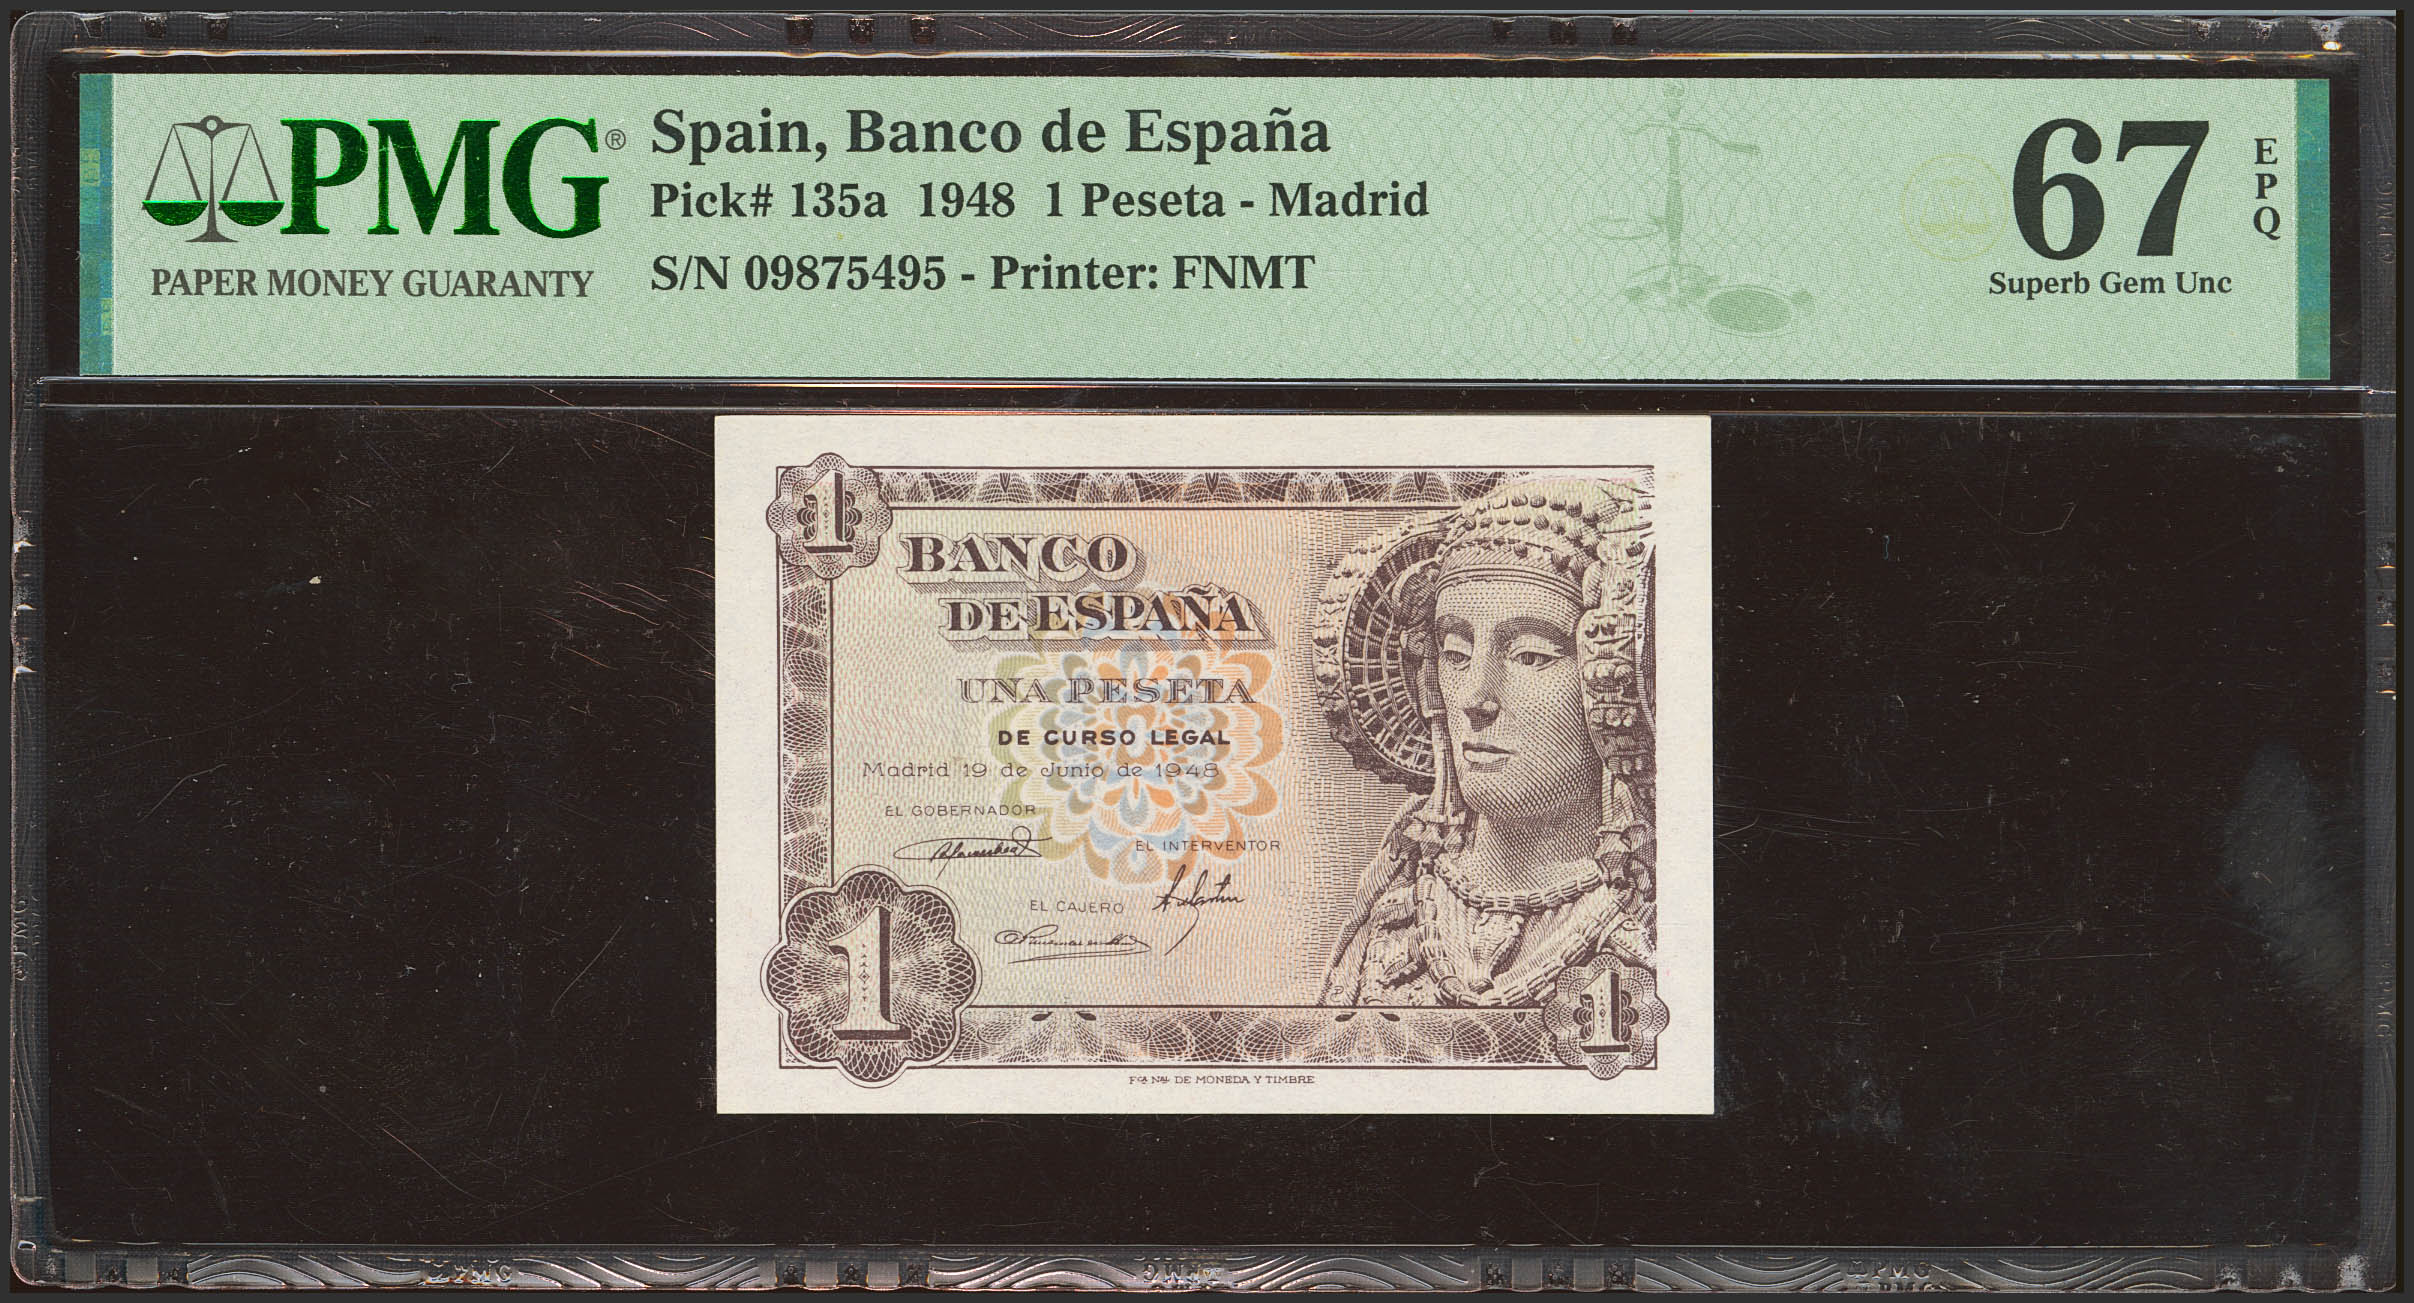 PMG®
PAPER MONEY GUARANTY
Spain, Banco de España
Pick# 135a 1948 1 Peseta - Madrid
S/N 09875495 - Printer: FNMT
67
EPQ
Superb Gem Unc
1
BANCO
DE ESPAÑA
UNA PESETA
DE CURSO LEGAL
Madrid 19 de Junio de 1948
EL GOBERNADOR
EL INTERVENTOR
EL CAJERO
1
1
Fca. Nal. DE MONEDA Y TIMBRE